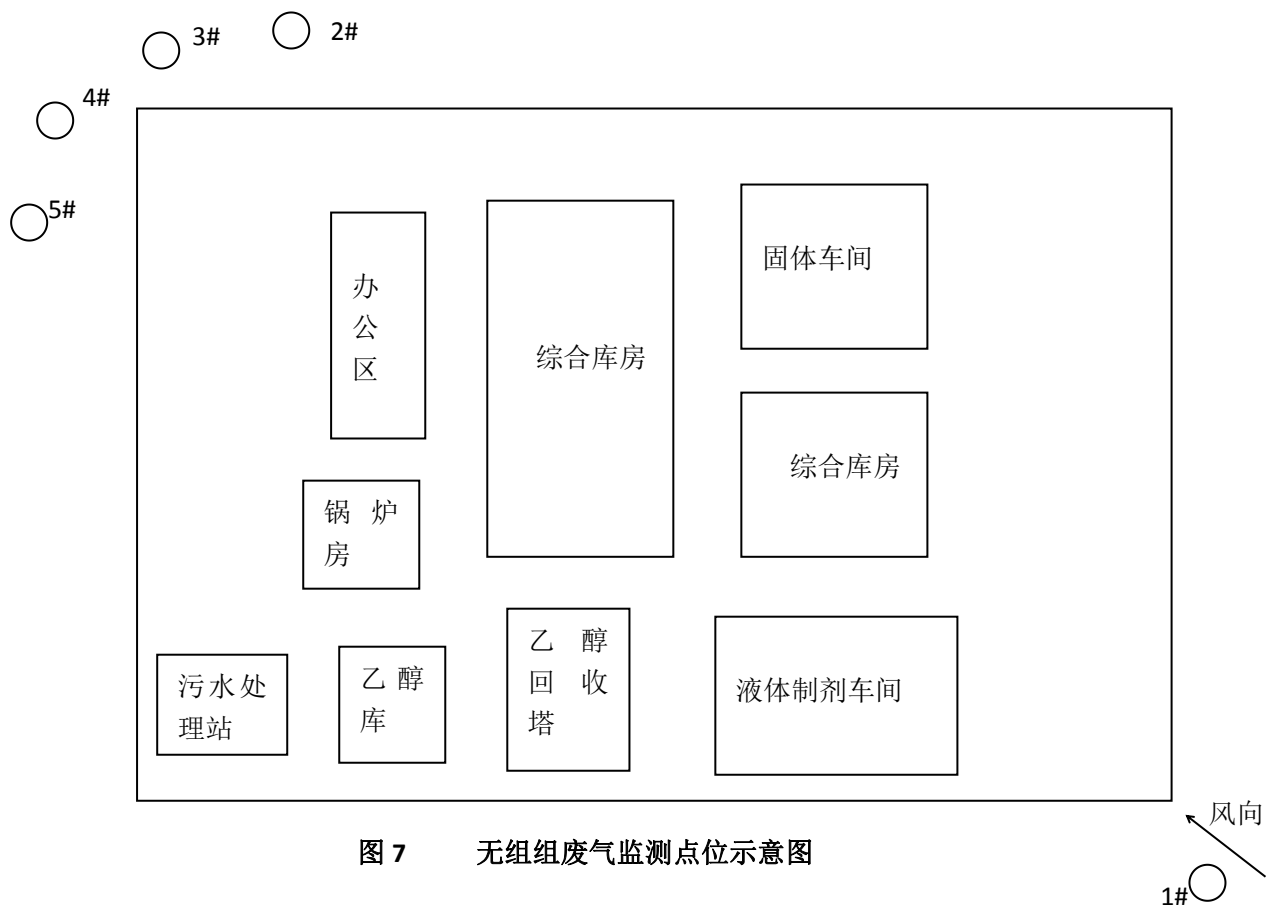 3#
2#
4#
5#
办
公
区
综合库房
固体车间
综合库房
锅 炉
房
污水处
理站
乙醇
库
乙 醇
回 收
塔
液体制剂车间
风向
图 7 无组组废气监测点位示意图
1#